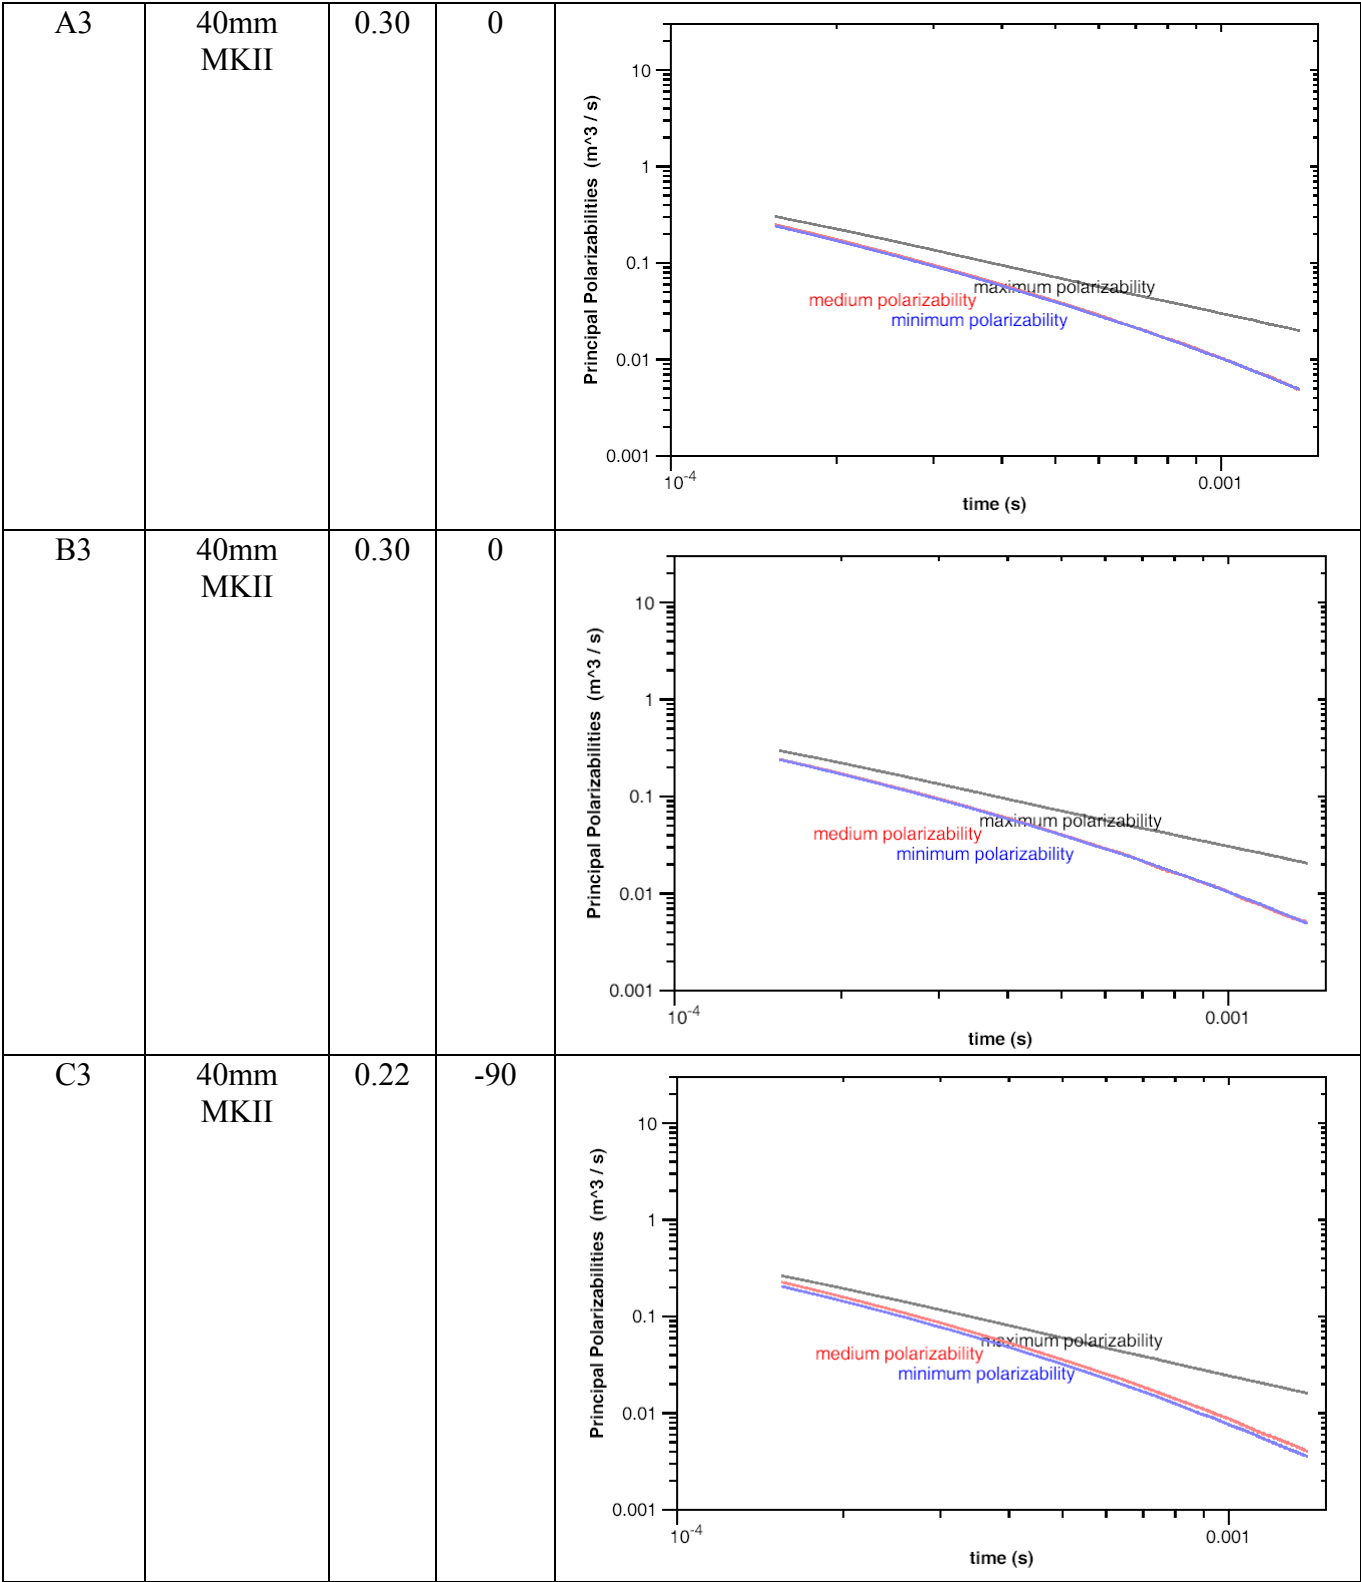 A3
40mm
MKII
0.30
0
10
1
0.1
0.01
0.001
Principal Polarizabilities (m^3 / s)
maximum polarizability
medium polarizability
minimum polarizability
10-4
0.001
time (s)
B3
40mm
MKII
0.30
0
10
1
0.1
0.01
0.001
Principal Polarizabilities (m^3 / s)
maximum polarizability
medium polarizability
minimum polarizability
10-4
0.001
time (s)
C3
40mm
MKII
0.22
-90
10
1
0.1
0.01
0.001
Principal Polarizabilities (m^3 / s)
maximum polarizability
medium polarizability
minimum polarizability
10-4
0.001
time (s)